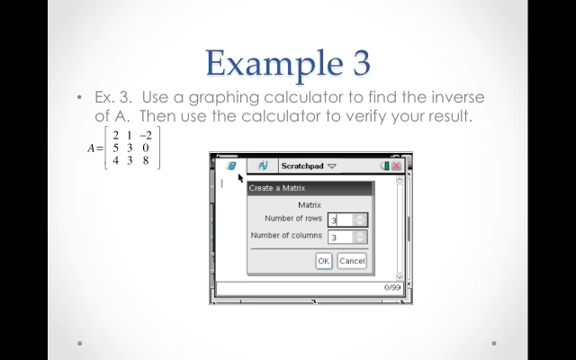 Example 3
• Ex. 3. Use a graphing calculator to find the inverse
of A. Then use the calculator to verify your result.
2 1 −2
A= 5 3 0
4 3 8
Scratchpad
Create a Matrix
Matrix
Number of rows 3
Number of columns 3
OK Cancel
0/99